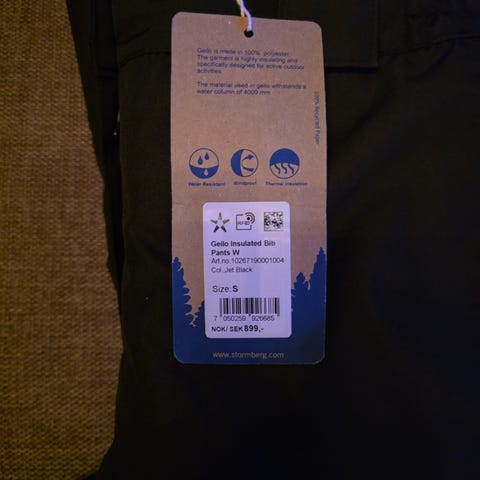 Geilo is made in 100% polyester.
The garment is highly insulating and
specifically designed for active outdoor
activities
The material used in geilo withstands a
water column of 4000 mm
100% Recycled Paper
Water Resistant
Windproof
Thermal insulation
RFID
Geilo Insulated Bib
Pants W
Art.no:10267190001004
Col.:Jet Black
Size:S
7 050259 926685
NOK/SEK 899,-
www.stormberg.com